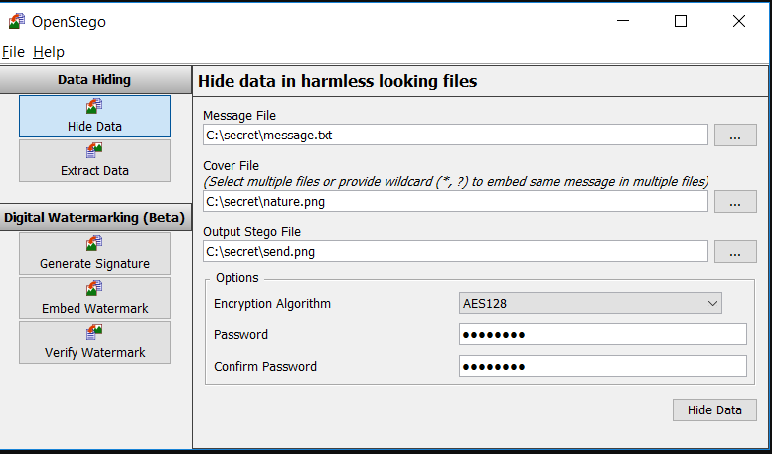 OpenStego
File Help
Data Hiding
Hide Data
Extract Data
Digital Watermarking (Beta)
Generate Signature
Embed Watermark
Verify Watermark
Hide data in harmless looking files
Message File
C:\secret\message.txt
...
Cover File
(Select multiple files or provide wildcard (*, ?) to embed same message in multiple files)
C:\secret\nature.png
...
Output Stego File
C:\secret\send.png
...
Options
Encryption Algorithm
AES128
Password
●●●●●●●●
Confirm Password
●●●●●●●●
Hide Data